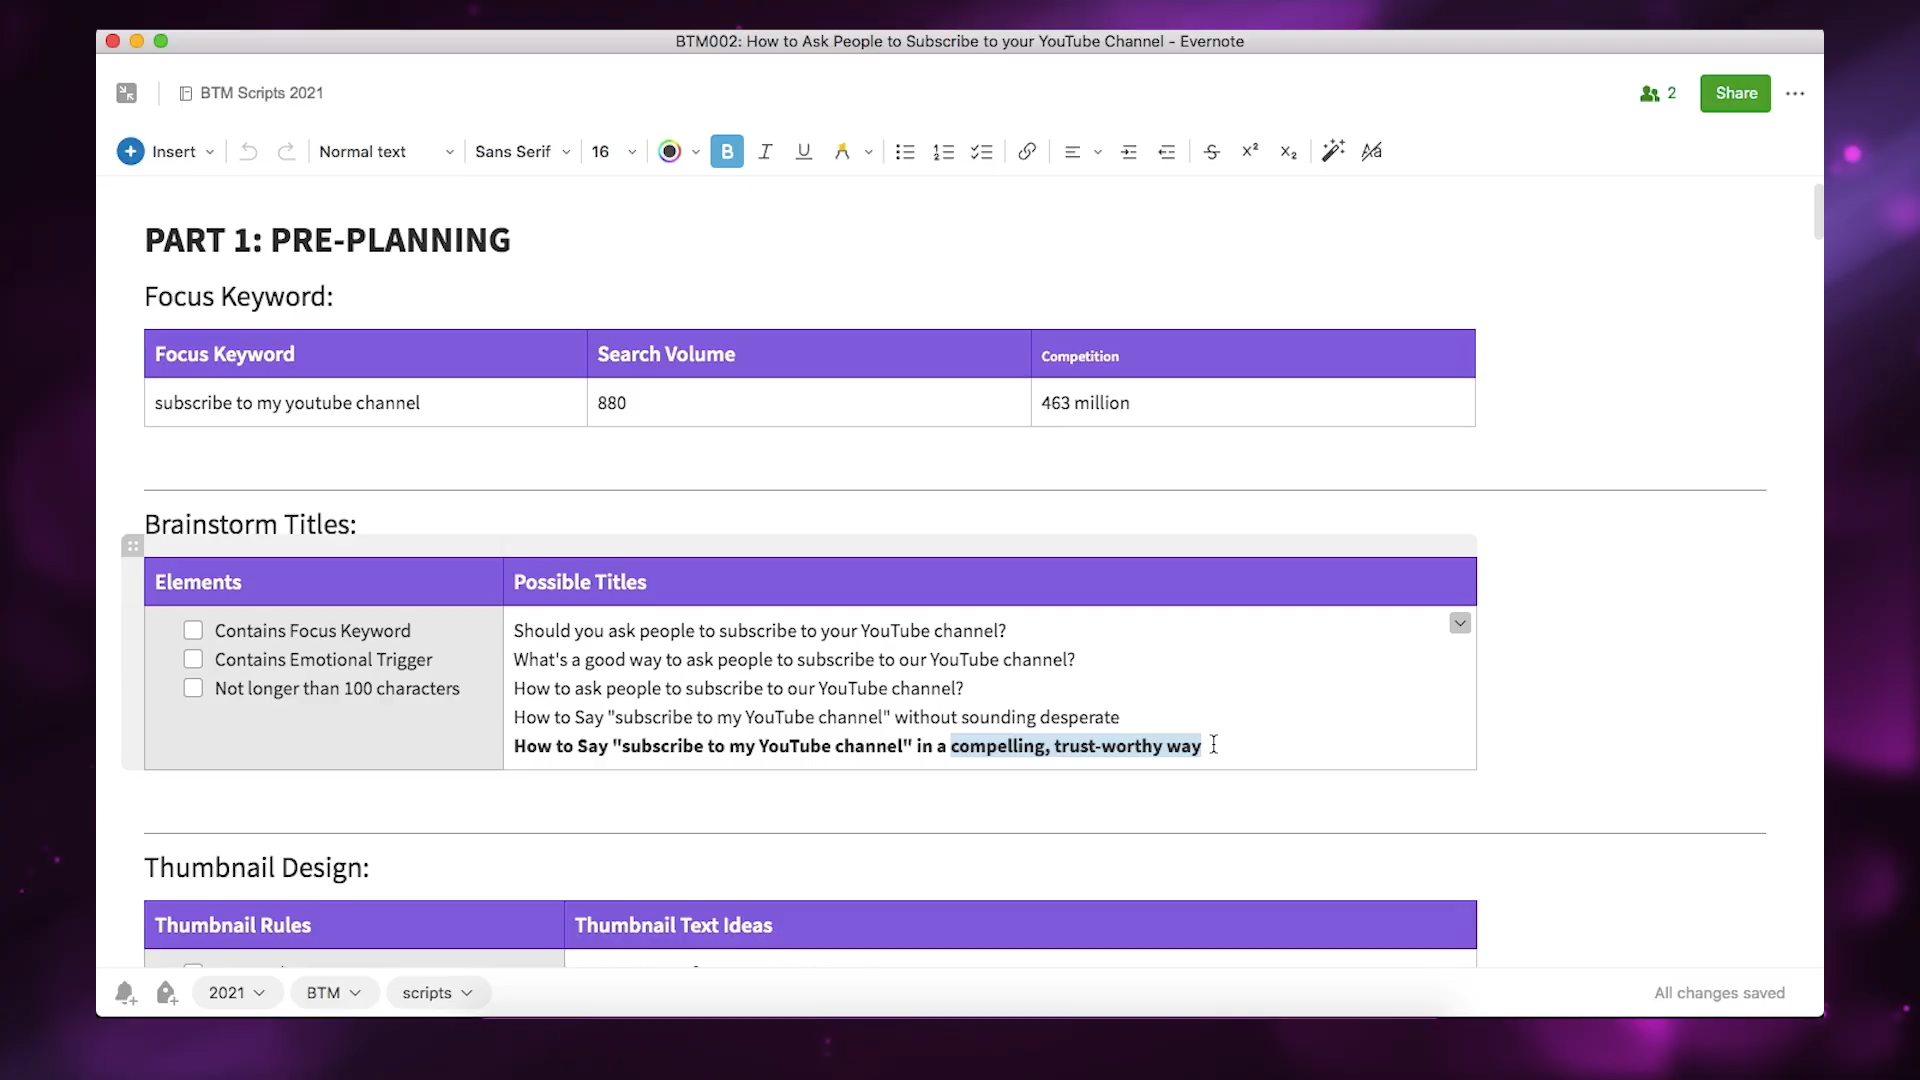 BTM002: How to Ask People to Subscribe to your YouTube Channel - Evernote
BTM Scripts 2021
2
Share
Insert
Normal text
Sans Serif
16
PART 1: PRE-PLANNING
Focus Keyword:
Focus Keyword
Search Volume
Competition
subscribe to my youtube channel
880
463 million
Brainstorm Titles:
Elements
Possible Titles
Contains Focus Keyword
Contains Emotional Trigger
Not longer than 100 characters
Should you ask people to subscribe to your YouTube channel?
What's a good way to ask people to subscribe to our YouTube channel?
How to ask people to subscribe to our YouTube channel?
How to Say "subscribe to my YouTube channel" without sounding desperate
How to Say "subscribe to my YouTube channel" in a compelling, trust-worthy way
Thumbnail Design:
Thumbnail Rules
Thumbnail Text Ideas
2021
BTM
scripts
All changes saved